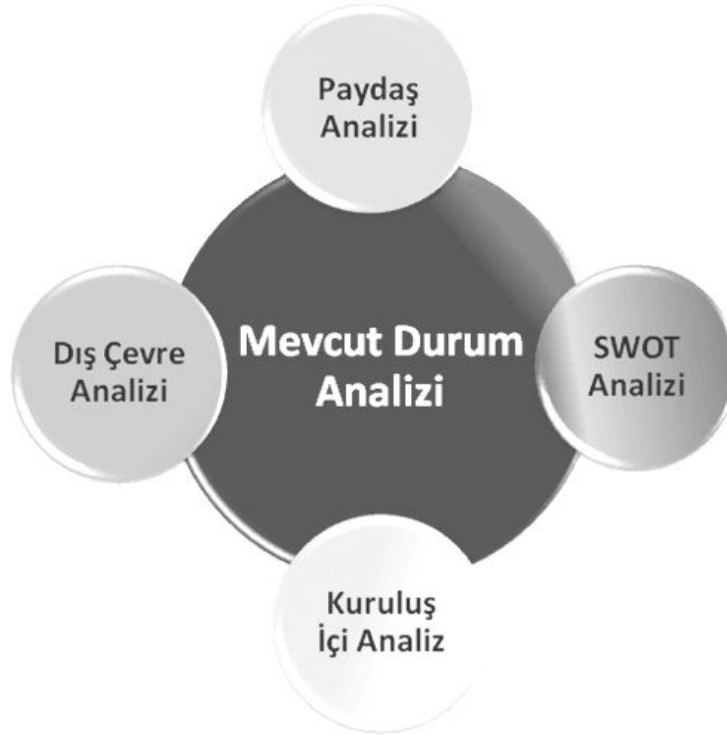 Paydaş
Analizi
Dış Çevre
Analizi
Mevcut Durum
Analizi
SWOT
Analizi
Kuruluş
İçi Analiz